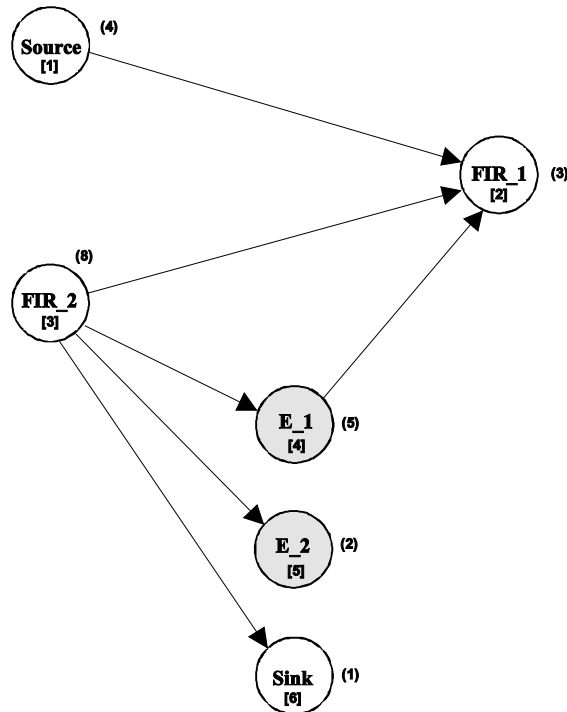 (4)
Source
[1]
FIR_1
[2]
(3)
(8)
FIR_2
[3]
E_1
[4]
(5)
E_2
[5]
(2)
Sink
[6]
(1)